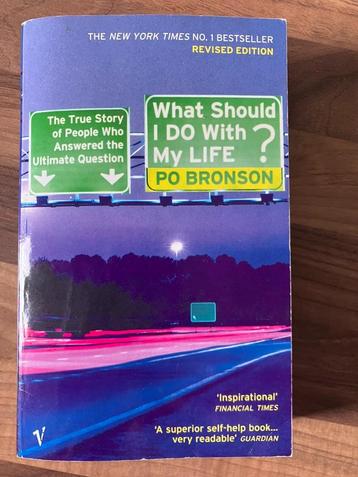 THE NEW YORK TIMES NO. 1 BESTSELLER
REVISED EDITION
The True Story
of People Who
Answered the
Ultimate Question
What Should
I DO With
My LIFE ?
PO BRONSON
'Inspirational'
FINANCIAL TIMES
'A superior self-help book...
very readable' GUARDIAN
V